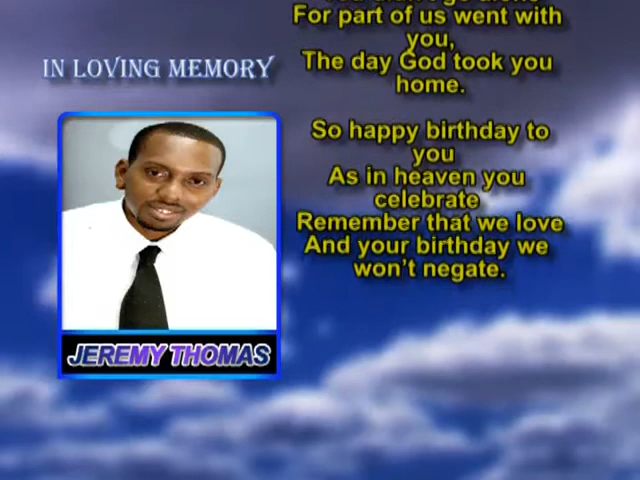 IN LOVING MEMORY
JEREMY THOMAS
For part of us went with
you,
The day God took you
home.
So happy birthday to
you
As in heaven you
celebrate
Remember that we love
And your birthday we
won't negate.